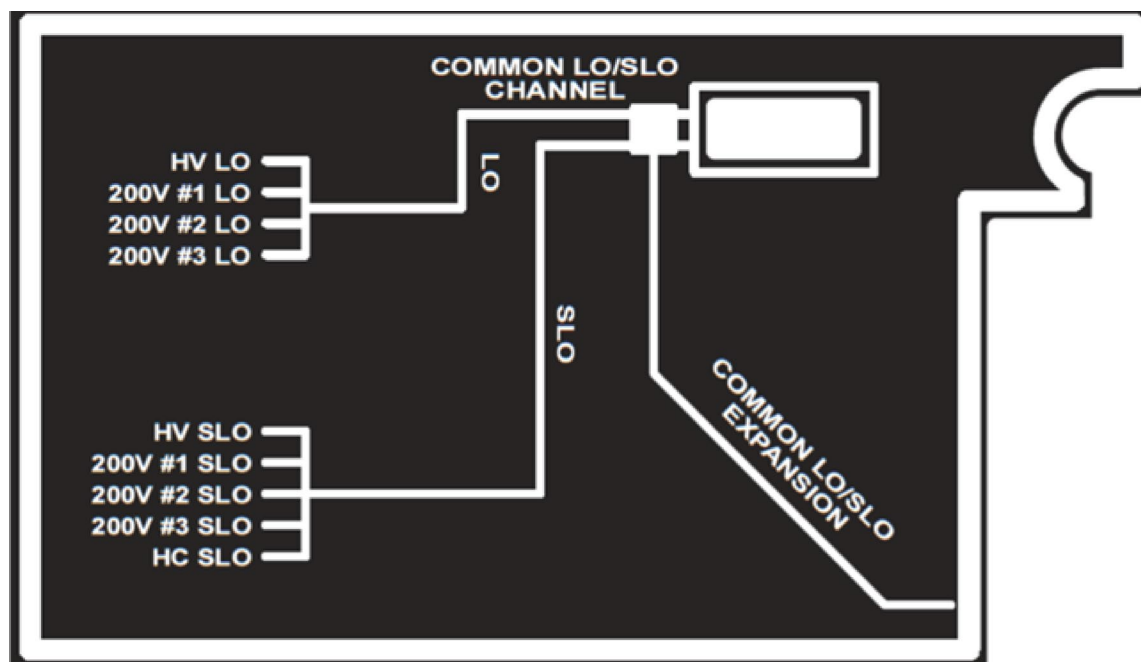 COMMON LO/SLO
CHANNEL
HV LO
200V #1 LO
200V #2 LO
200V #3 LO
LO
SLO
HV SLO
200V #1 SLO
200V #2 SLO
200V #3 SLO
HC SLO
COMMON LO/SLO
EXPANSION